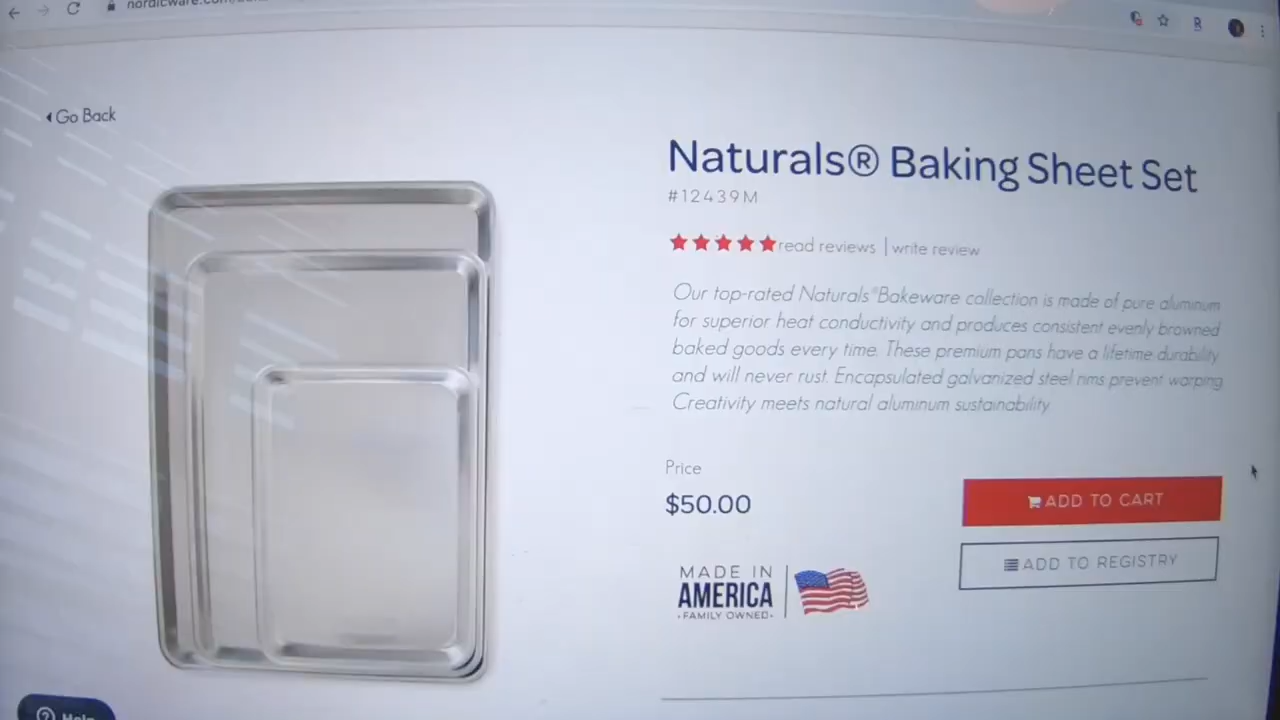 nordicware.com
Go Back
Naturals® Baking Sheet Set
#12439M
read reviews | write review
Our top-rated Naturals®Bakeware collection is made of pure aluminum
for superior heat conductivity and produces consistent evenly browned
baked goods every time. These premium pans have a lifetime durability
and will never rust. Encapsulated galvanized steel rims prevent warping.
Creativity meets natural aluminum sustainability
Price
$50.00
ADD TO CART
ADD TO REGISTRY
MADE IN
AMERICA
·FAMILY OWNED·
Help